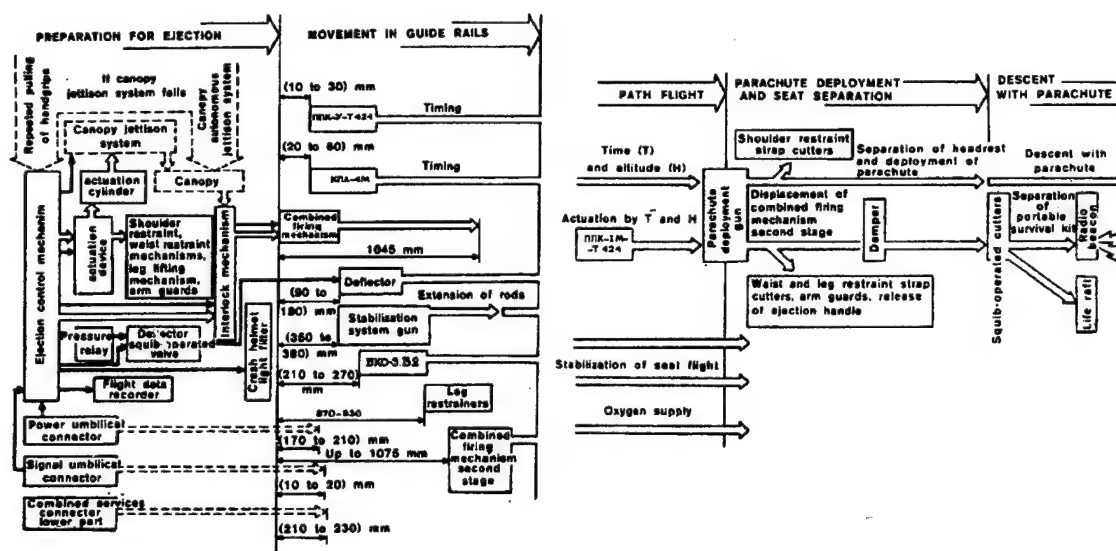 PREPARATION FOR EJECTION
MOVEMENT IN GUIDE RAILS
Repeated pulling
of handgrips
If canopy
jettison system fails
Canopy
autonomous
jettison system
Canopy jettison
system
Canopy
actuation
cylinder
actuation
device
Shoulder
restraint,
waist restraint
mechanisms,
leg lifting
mechanism,
arm guards
Ejection control mechanism
Interlock mechanism
Pressure
relay
squib-operated
valve
Crash helmet
light filter
Flight data
recorder
Power umbilical
connector
Signal umbilical
connector
Combined services
connector
lower part
(10 to 30) mm
Timing
ППК-У-Т424
(20 to 60) mm
Timing
КПА-4М
Combined
firing
mechanism
1045 mm
Deflector
(90 to
180) mm
Extension of rods
Stabilization
system gun
(350 to
380) mm
(210 to 270)
mm
Leg
restrainers
(170 to 210) mm
Up to 1075 mm
Combined
firing
mechanism
second
stage
(10 to 20) mm
(210 to 230) mm
PATH FLIGHT
PARACHUTE DEPLOYMENT
AND SEAT SEPARATION
DESCENT
WITH PARACHUTE
Time (T)
and altitude (H)
Actuation by T and H
ППК-1М-
-Т424
Parachute
deployment
gun
Shoulder restraint
strap cutters
Separation of headrest
and deployment of
parachute
Displacement of
combined firing
mechanism
second stage
Damper
Waist and leg restraint strap
cutters, arm guards, release
of ejection handle
Squib-operated cutters
Descent with
parachute
Separation of
portable
survival kit
Radio
beacon
Life raft
Stabilization of seat flight
Oxygen supply